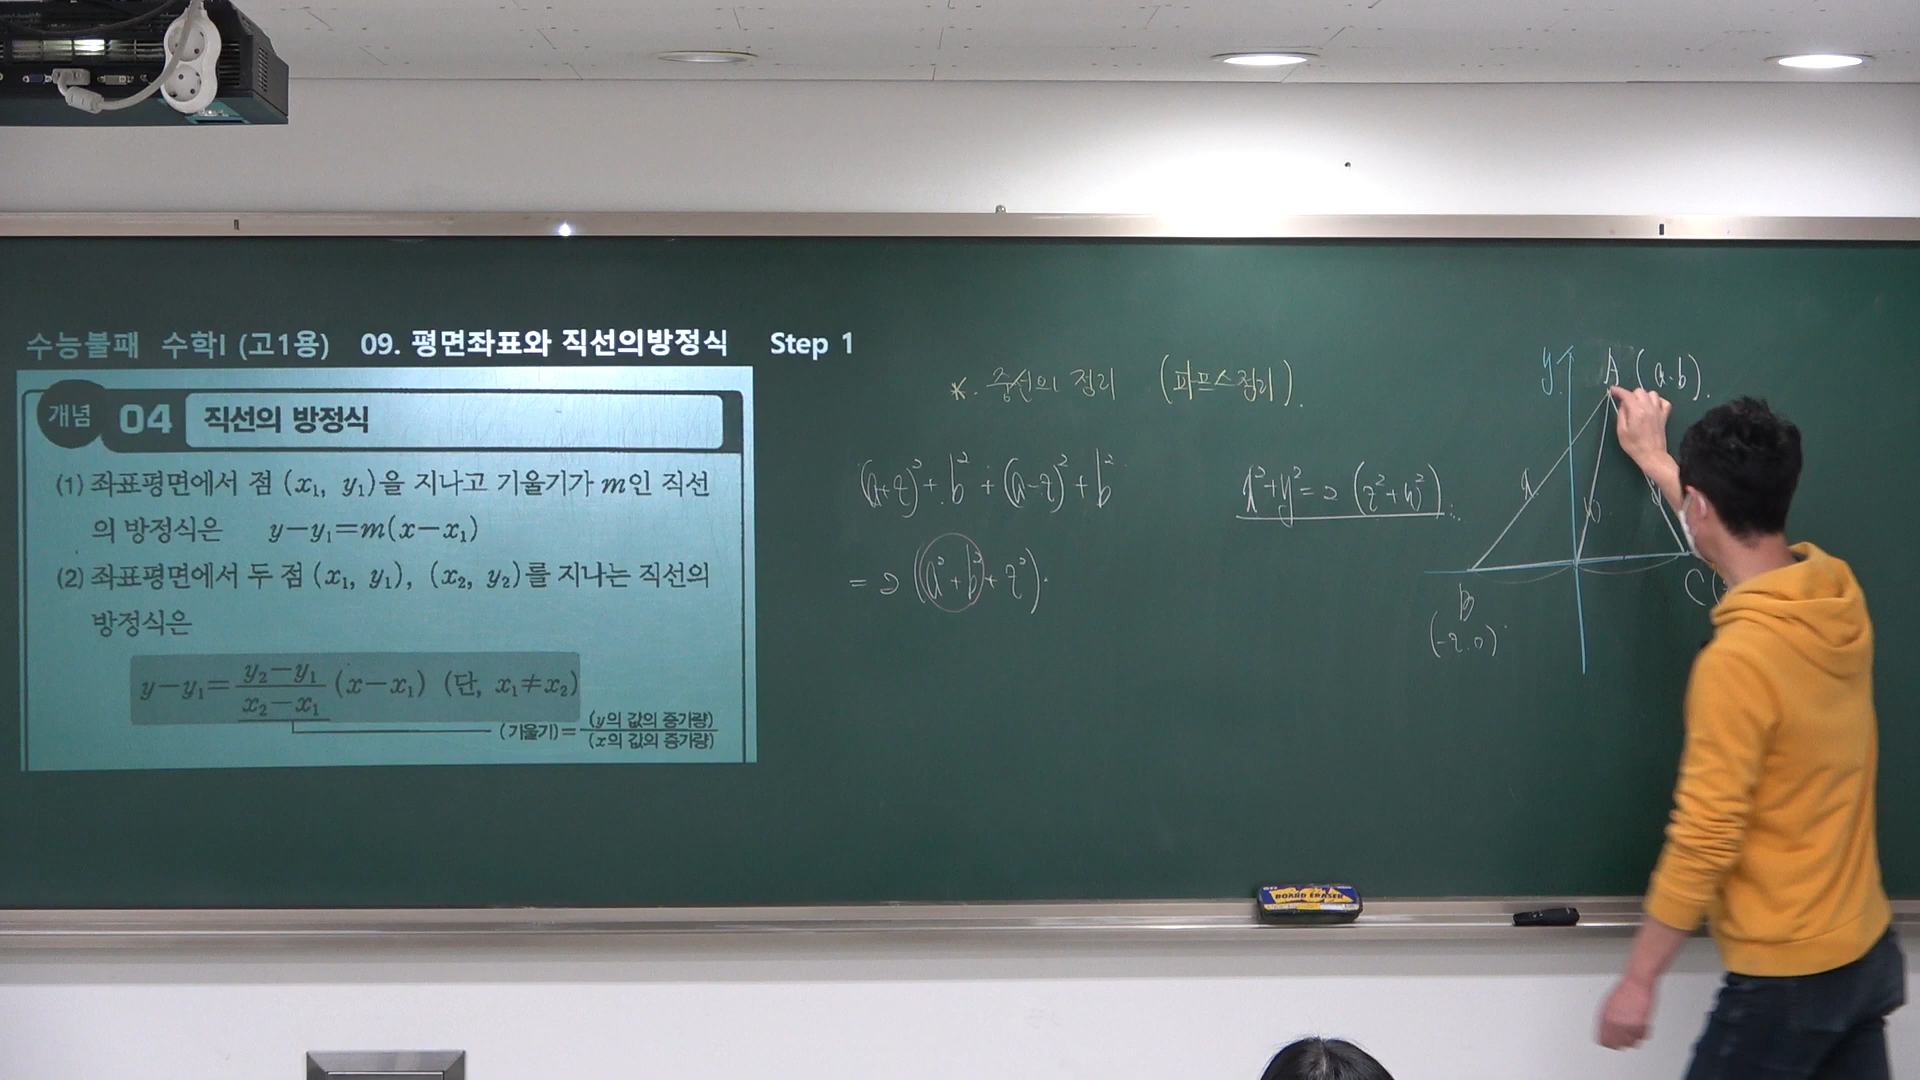 수능불패 수학I (고1용) 09. 평면좌표와 직선의방정식 Step 1
개념 04 직선의 방정식
(1) 좌표평면에서 점 (x₁, y₁)을 지나고 기울기가 m인 직선
의 방정식은 y−y₁=m(x−x₁)
(2) 좌표평면에서 두 점 (x₁, y₁), (x₂, y₂)를 지나는 직선의
방정식은
y−y₁=(y₂−y₁)/(x₂−x₁)(x−x₁) (단, x₁≠x₂)
(기울기)=(y의 값의 증가량)/(x의 값의 증가량)
*. 중선의 정리 (파프스정리).
(a+z)²+b²+(a−z)²+b²
=2(a²+b²+z²).
x²+y²=2(z²+w²)
y
A (a.b).
x
w
y
B
(-z.0)
C (
BOARD ERASER